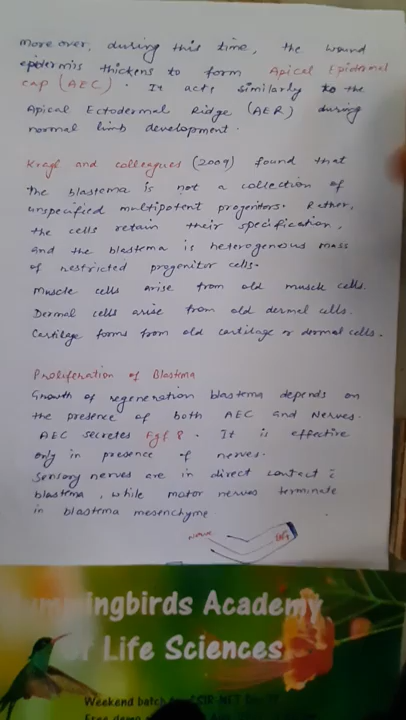 Moreover, during this time, the wound
epidermis thickens to form Apical Epidermal
cap (AEC). It acts similarly to the
Apical Ectodermal Ridge (AER) during
normal limb development.
Kragl and colleagues (2009) found that
the blastema is not a collection of
unspecified multipotent progenitors. Rather,
the cells retain their specification,
and the blastema is heterogenous mass
of restricted progenitor cells.
Muscle cells arise from old muscle cells.
Dermal cells arise from old dermal cells.
Cartilage forms from old cartilage or dermal cells.
Proliferation of Blastema
Growth of regeneration blastema depends on
the presence of both AEC and Nerves.
AEC secretes Fgf 8. It is effective
only in presence of nerves.
Sensory nerves are in direct contact c̄
blastema, while motor nerves terminate
in blastema mesenchyme
mmingbirds Academy
f Life Sciences
Weekend batch
CSIR-NET
Free demo